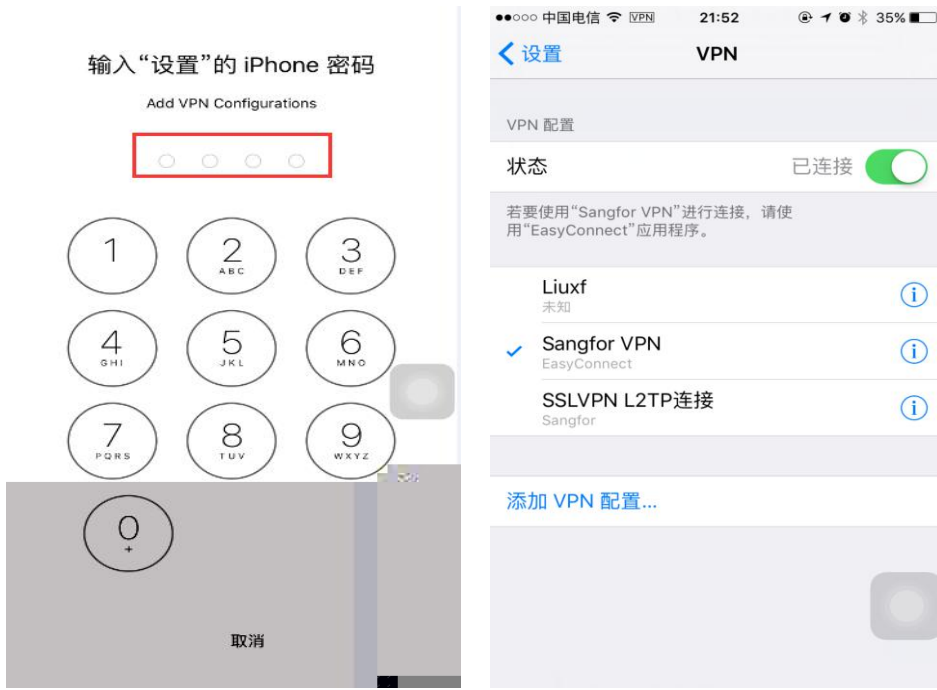 输入“设置”的 iPhone 密码
Add VPN Configurations
1
2
ABC
3
DEF
4
GHI
5
JKL
6
MNO
7
PQRS
8
TUV
9
WXYZ
0
+
取消
中国电信 VPN 21:52 35%
设置 VPN
VPN 配置
状态 已连接
若要使用“Sangfor VPN”进行连接，请使
用“EasyConnect”应用程序。
Liuxf
未知
Sangfor VPN
EasyConnect
SSLVPN L2TP连接
Sangfor
添加 VPN 配置...